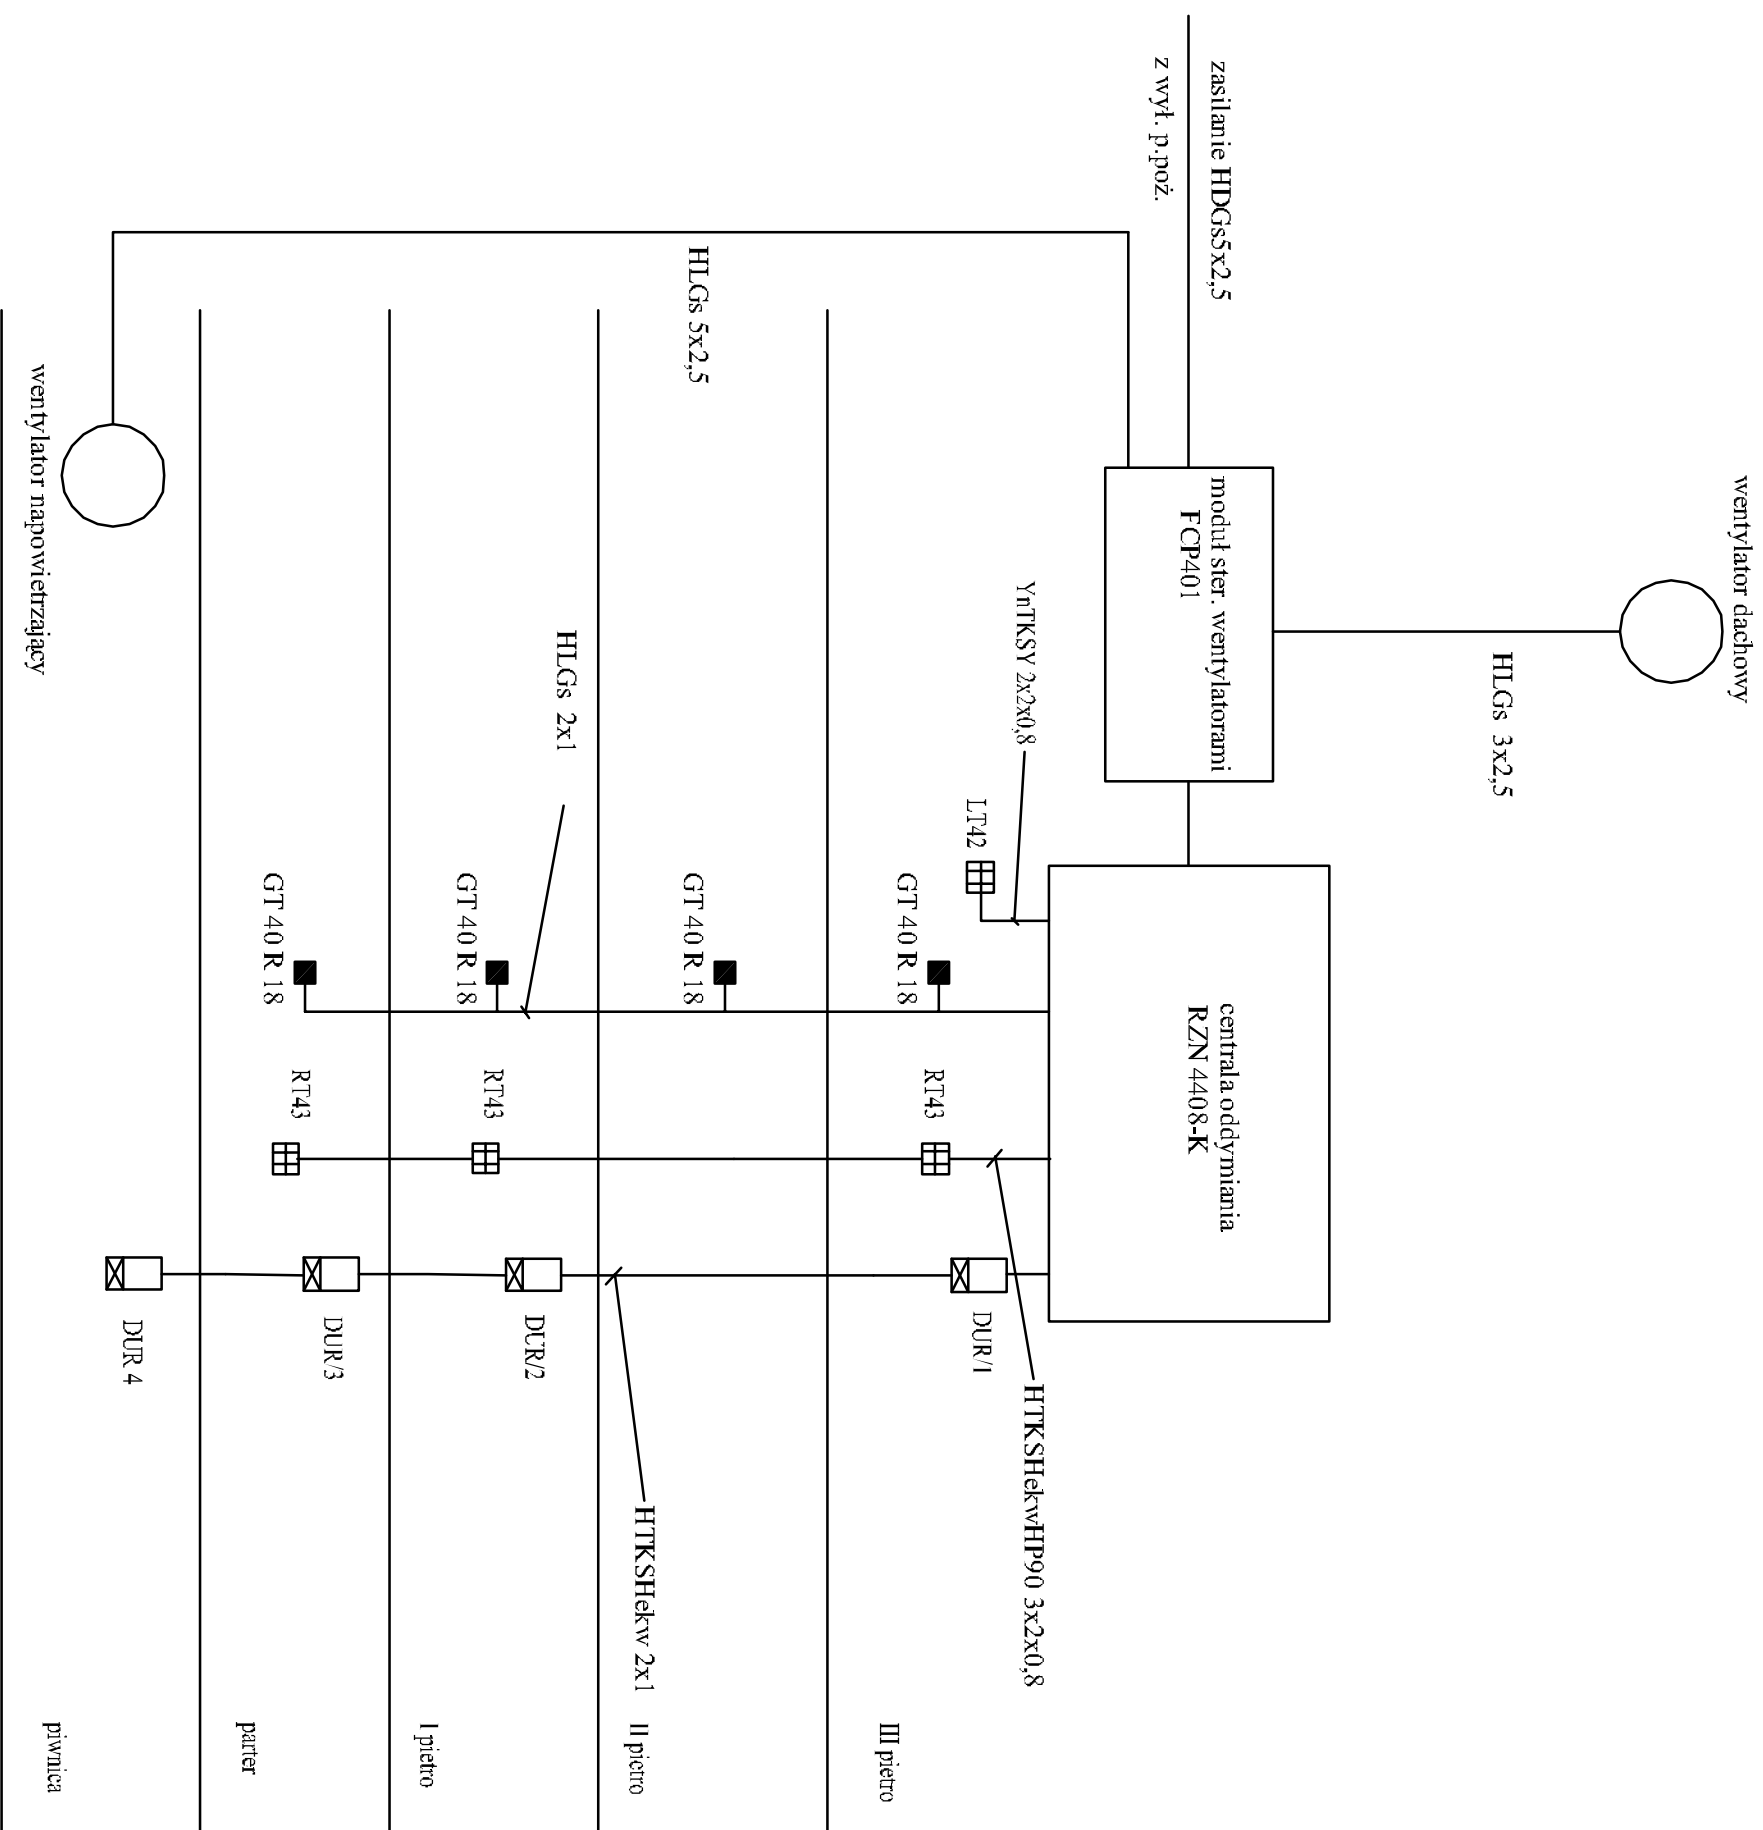 wentylator dachowy
HLGs 3x2,5
zasilanie HDGs5x2,5
z wył. p.poż.
moduł ster. wentylatorami
FCP401
centrala oddymiania
RZN 4408-K
YnTKSY 2x2x0,8
HTKSHekwHP90 3x2x0,8
LT42
DUR/1
GT 40 R 18
RT43
III pietro
HLGs 5x2,5
GT 40 R 18
HTKSHekw 2x1
II pietro
HLGs 2x1
DUR/2
GT 40 R 18
RT43
I pietro
DUR/3
GT 40 R 18
RT43
parter
DUR 4
wentylator napowietrzający
piwnica